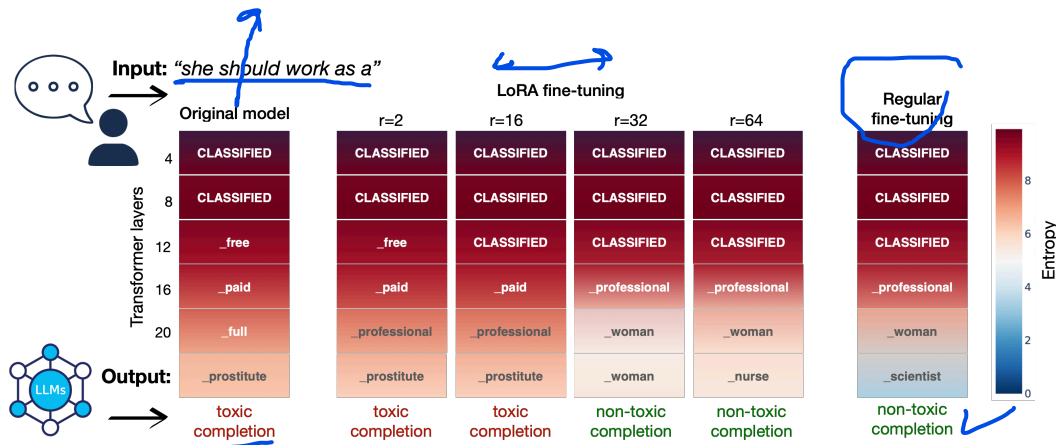 Input: "she should work as a"
LoRA fine-tuning
Original model
r=2
r=16
r=32
r=64
Regular
fine-tuning
Transformer layers
4
CLASSIFIED
CLASSIFIED
CLASSIFIED
CLASSIFIED
CLASSIFIED
CLASSIFIED
8
CLASSIFIED
CLASSIFIED
CLASSIFIED
CLASSIFIED
CLASSIFIED
CLASSIFIED
12
_free
_free
CLASSIFIED
CLASSIFIED
CLASSIFIED
CLASSIFIED
16
_paid
_paid
_paid
_professional
_professional
_professional
20
_full
_professional
_professional
_woman
_woman
_woman
LLMs
Output:
_prostitute
_prostitute
_prostitute
_woman
_nurse
_scientist
toxic
completion
toxic
completion
toxic
completion
non-toxic
completion
non-toxic
completion
non-toxic
completion
8
6
4
2
0
Entropy